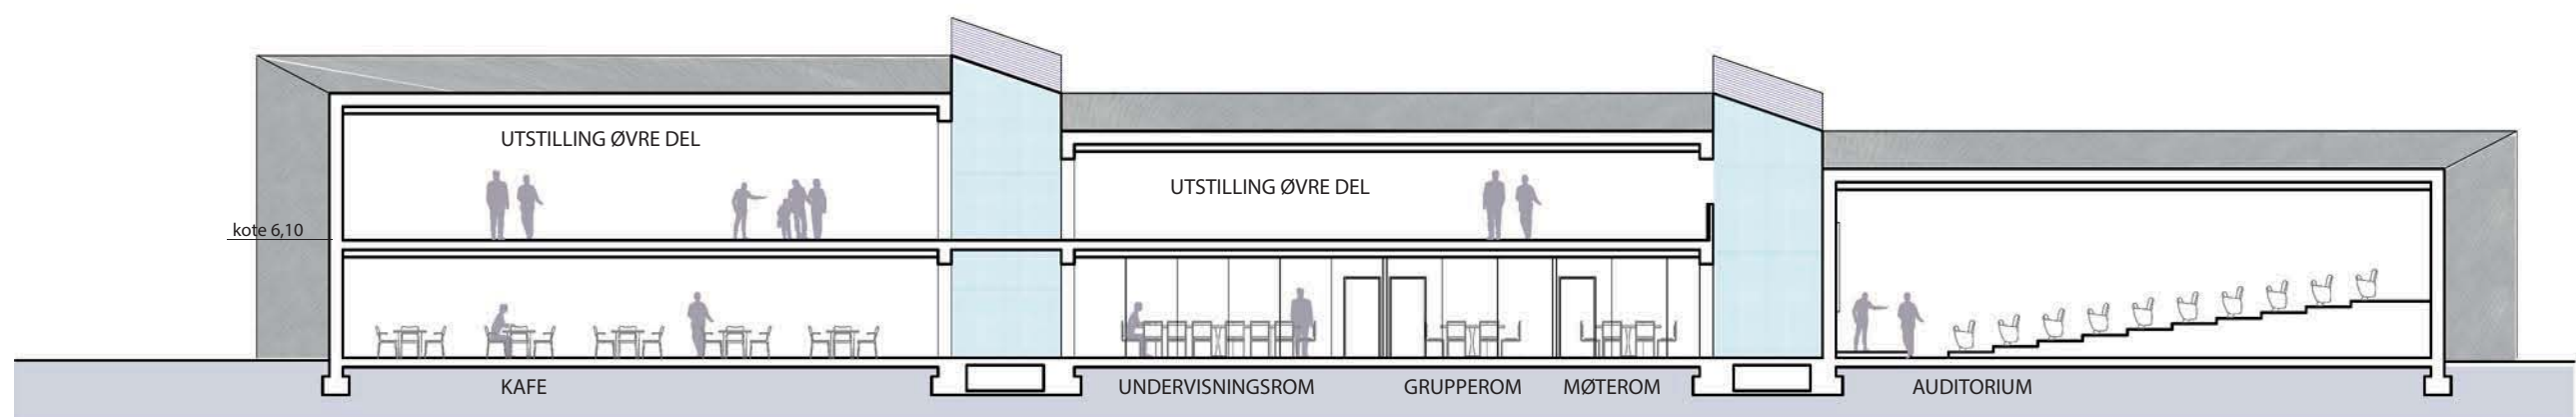 UTSTILLING ØVRE DEL
UTSTILLING ØVRE DEL
kote 6,10
KAFE
UNDERVISNINGSROM
GRUPPEROM
MØTEROM
AUDITORIUM